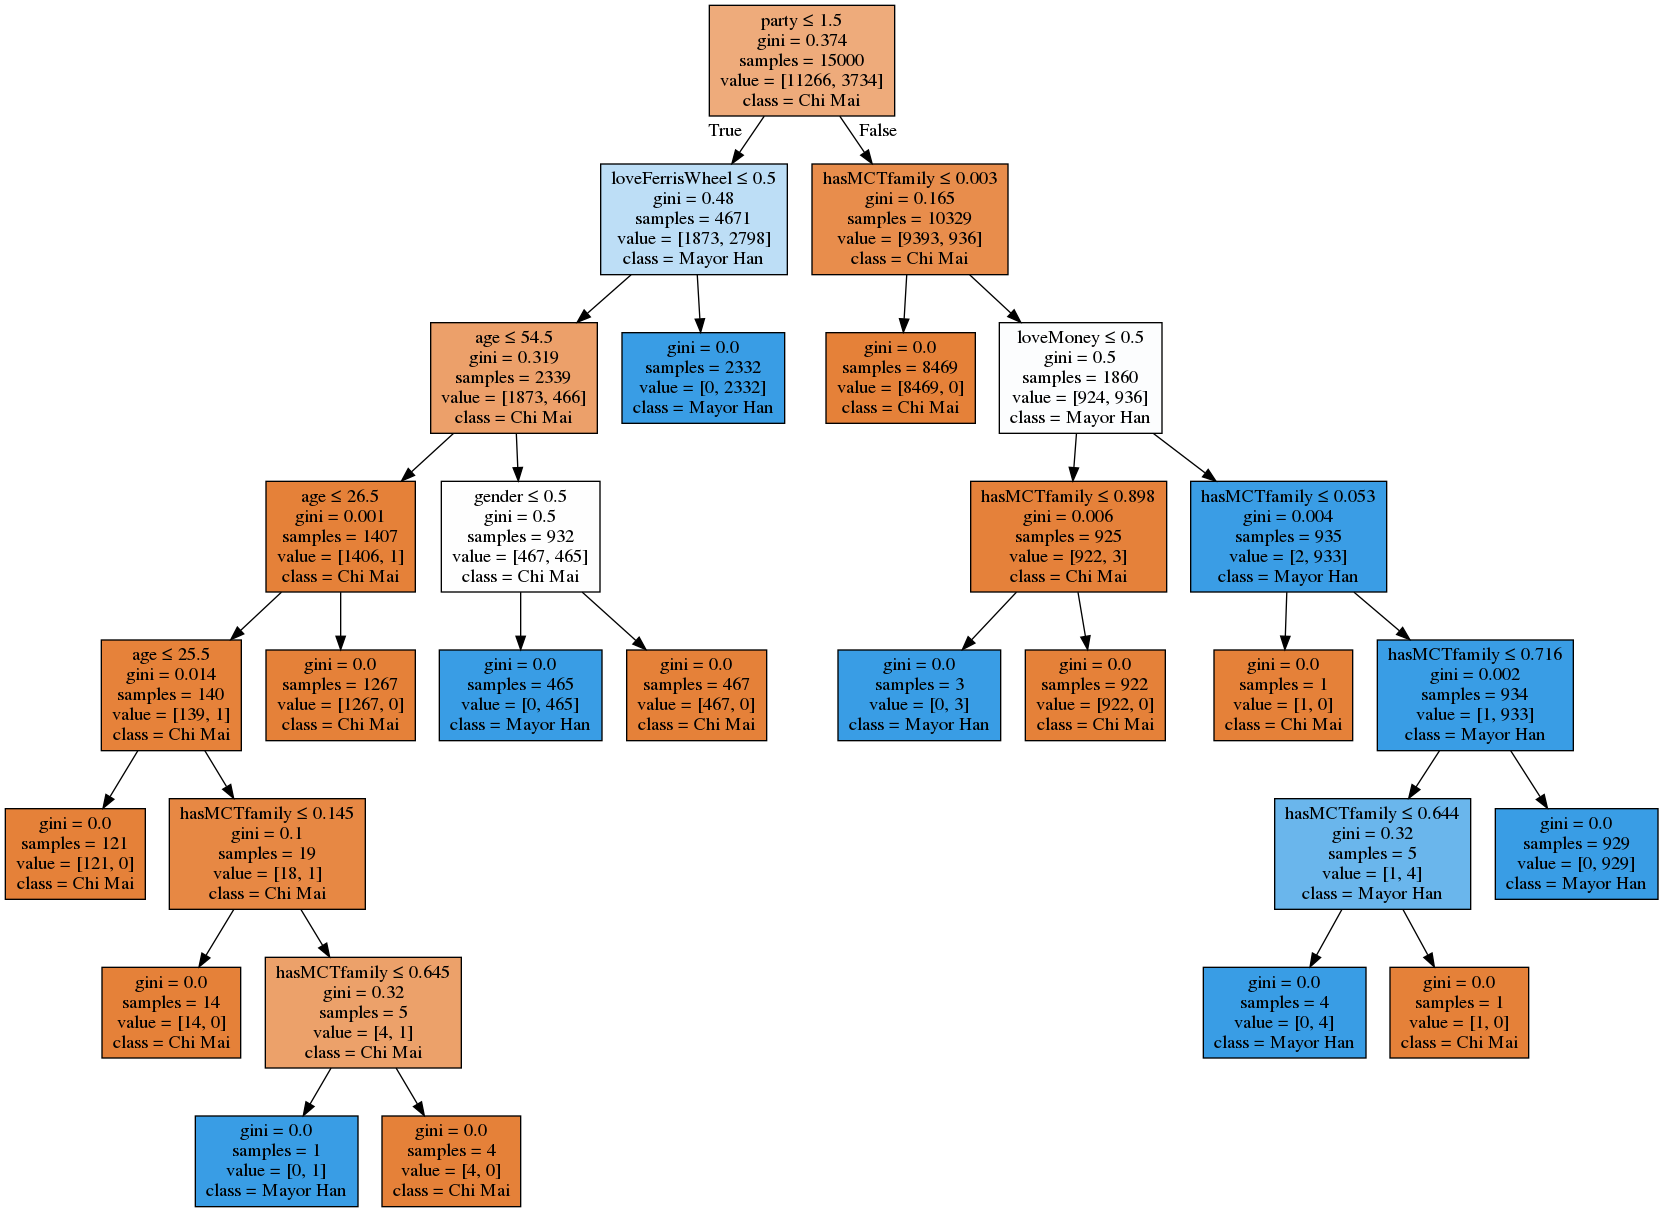 party ≤ 1.5
gini = 0.374
samples = 15000
value = [11266, 3734]
class = Chi Mai
True
False
loveFerrisWheel ≤ 0.5
gini = 0.48
samples = 4671
value = [1873, 2798]
class = Mayor Han
hasMCTfamily ≤ 0.003
gini = 0.165
samples = 10329
value = [9393, 936]
class = Chi Mai
age ≤ 54.5
gini = 0.319
samples = 2339
value = [1873, 466]
class = Chi Mai
gini = 0.0
samples = 2332
value = [0, 2332]
class = Mayor Han
gini = 0.0
samples = 8469
value = [8469, 0]
class = Chi Mai
loveMoney ≤ 0.5
gini = 0.5
samples = 1860
value = [924, 936]
class = Mayor Han
age ≤ 26.5
gini = 0.001
samples = 1407
value = [1406, 1]
class = Chi Mai
gender ≤ 0.5
gini = 0.5
samples = 932
value = [467, 465]
class = Chi Mai
hasMCTfamily ≤ 0.898
gini = 0.006
samples = 925
value = [922, 3]
class = Chi Mai
hasMCTfamily ≤ 0.053
gini = 0.004
samples = 935
value = [2, 933]
class = Mayor Han
age ≤ 25.5
gini = 0.014
samples = 140
value = [139, 1]
class = Chi Mai
gini = 0.0
samples = 1267
value = [1267, 0]
class = Chi Mai
gini = 0.0
samples = 465
value = [0, 465]
class = Mayor Han
gini = 0.0
samples = 467
value = [467, 0]
class = Chi Mai
gini = 0.0
samples = 3
value = [0, 3]
class = Mayor Han
gini = 0.0
samples = 922
value = [922, 0]
class = Chi Mai
gini = 0.0
samples = 1
value = [1, 0]
class = Chi Mai
hasMCTfamily ≤ 0.716
gini = 0.002
samples = 934
value = [1, 933]
class = Mayor Han
gini = 0.0
samples = 121
value = [121, 0]
class = Chi Mai
hasMCTfamily ≤ 0.145
gini = 0.1
samples = 19
value = [18, 1]
class = Chi Mai
hasMCTfamily ≤ 0.644
gini = 0.32
samples = 5
value = [1, 4]
class = Mayor Han
gini = 0.0
samples = 929
value = [0, 929]
class = Mayor Han
gini = 0.0
samples = 14
value = [14, 0]
class = Chi Mai
hasMCTfamily ≤ 0.645
gini = 0.32
samples = 5
value = [4, 1]
class = Chi Mai
gini = 0.0
samples = 4
value = [0, 4]
class = Mayor Han
gini = 0.0
samples = 1
value = [1, 0]
class = Chi Mai
gini = 0.0
samples = 1
value = [0, 1]
class = Mayor Han
gini = 0.0
samples = 4
value = [4, 0]
class = Chi Mai